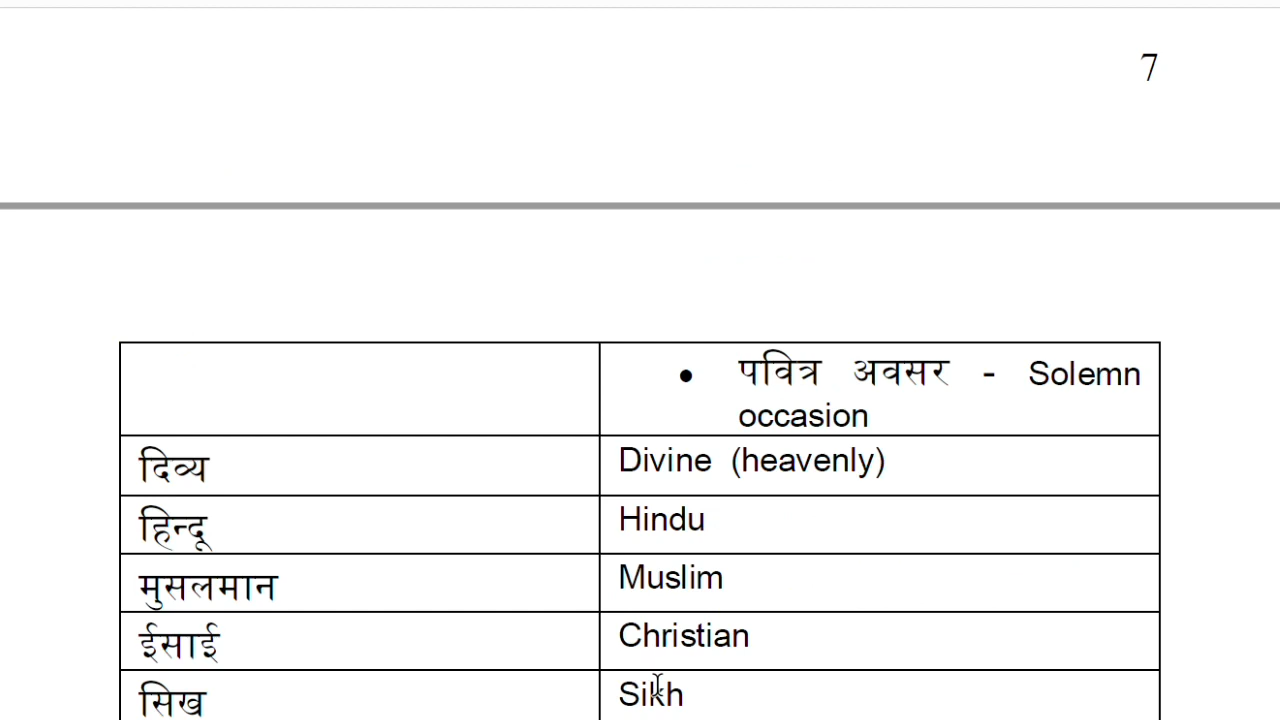 7
• पवित्र अवसर - Solemn
occasion
दिव्य Divine (heavenly)
हिन्दू Hindu
मुसलमान Muslim
ईसाई Christian
सिख Sikh